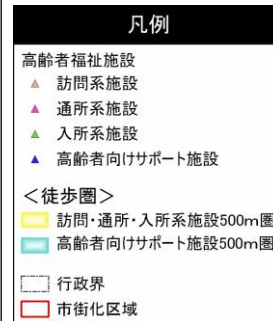 凡例
高齢者福祉施設
訪問系施設
通所系施設
入所系施設
高齢者向けサポート施設
＜徒歩圏＞
訪問・通所・入所系施設500m圏
高齢者向けサポート施設500m圏
行政界
市街化区域